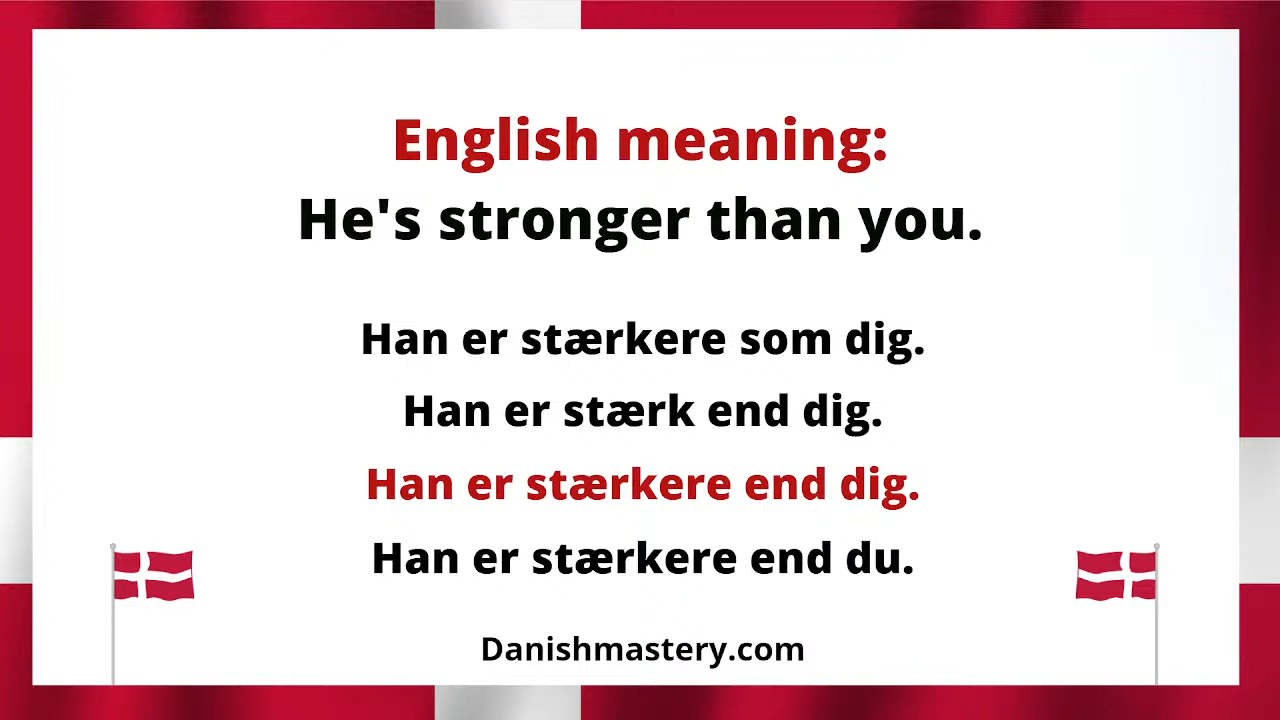 English meaning:
He's stronger than you.
Han er stærkere som dig.
Han er stærk end dig.
Han er stærkere end dig.
Han er stærkere end du.
Danishmastery.com